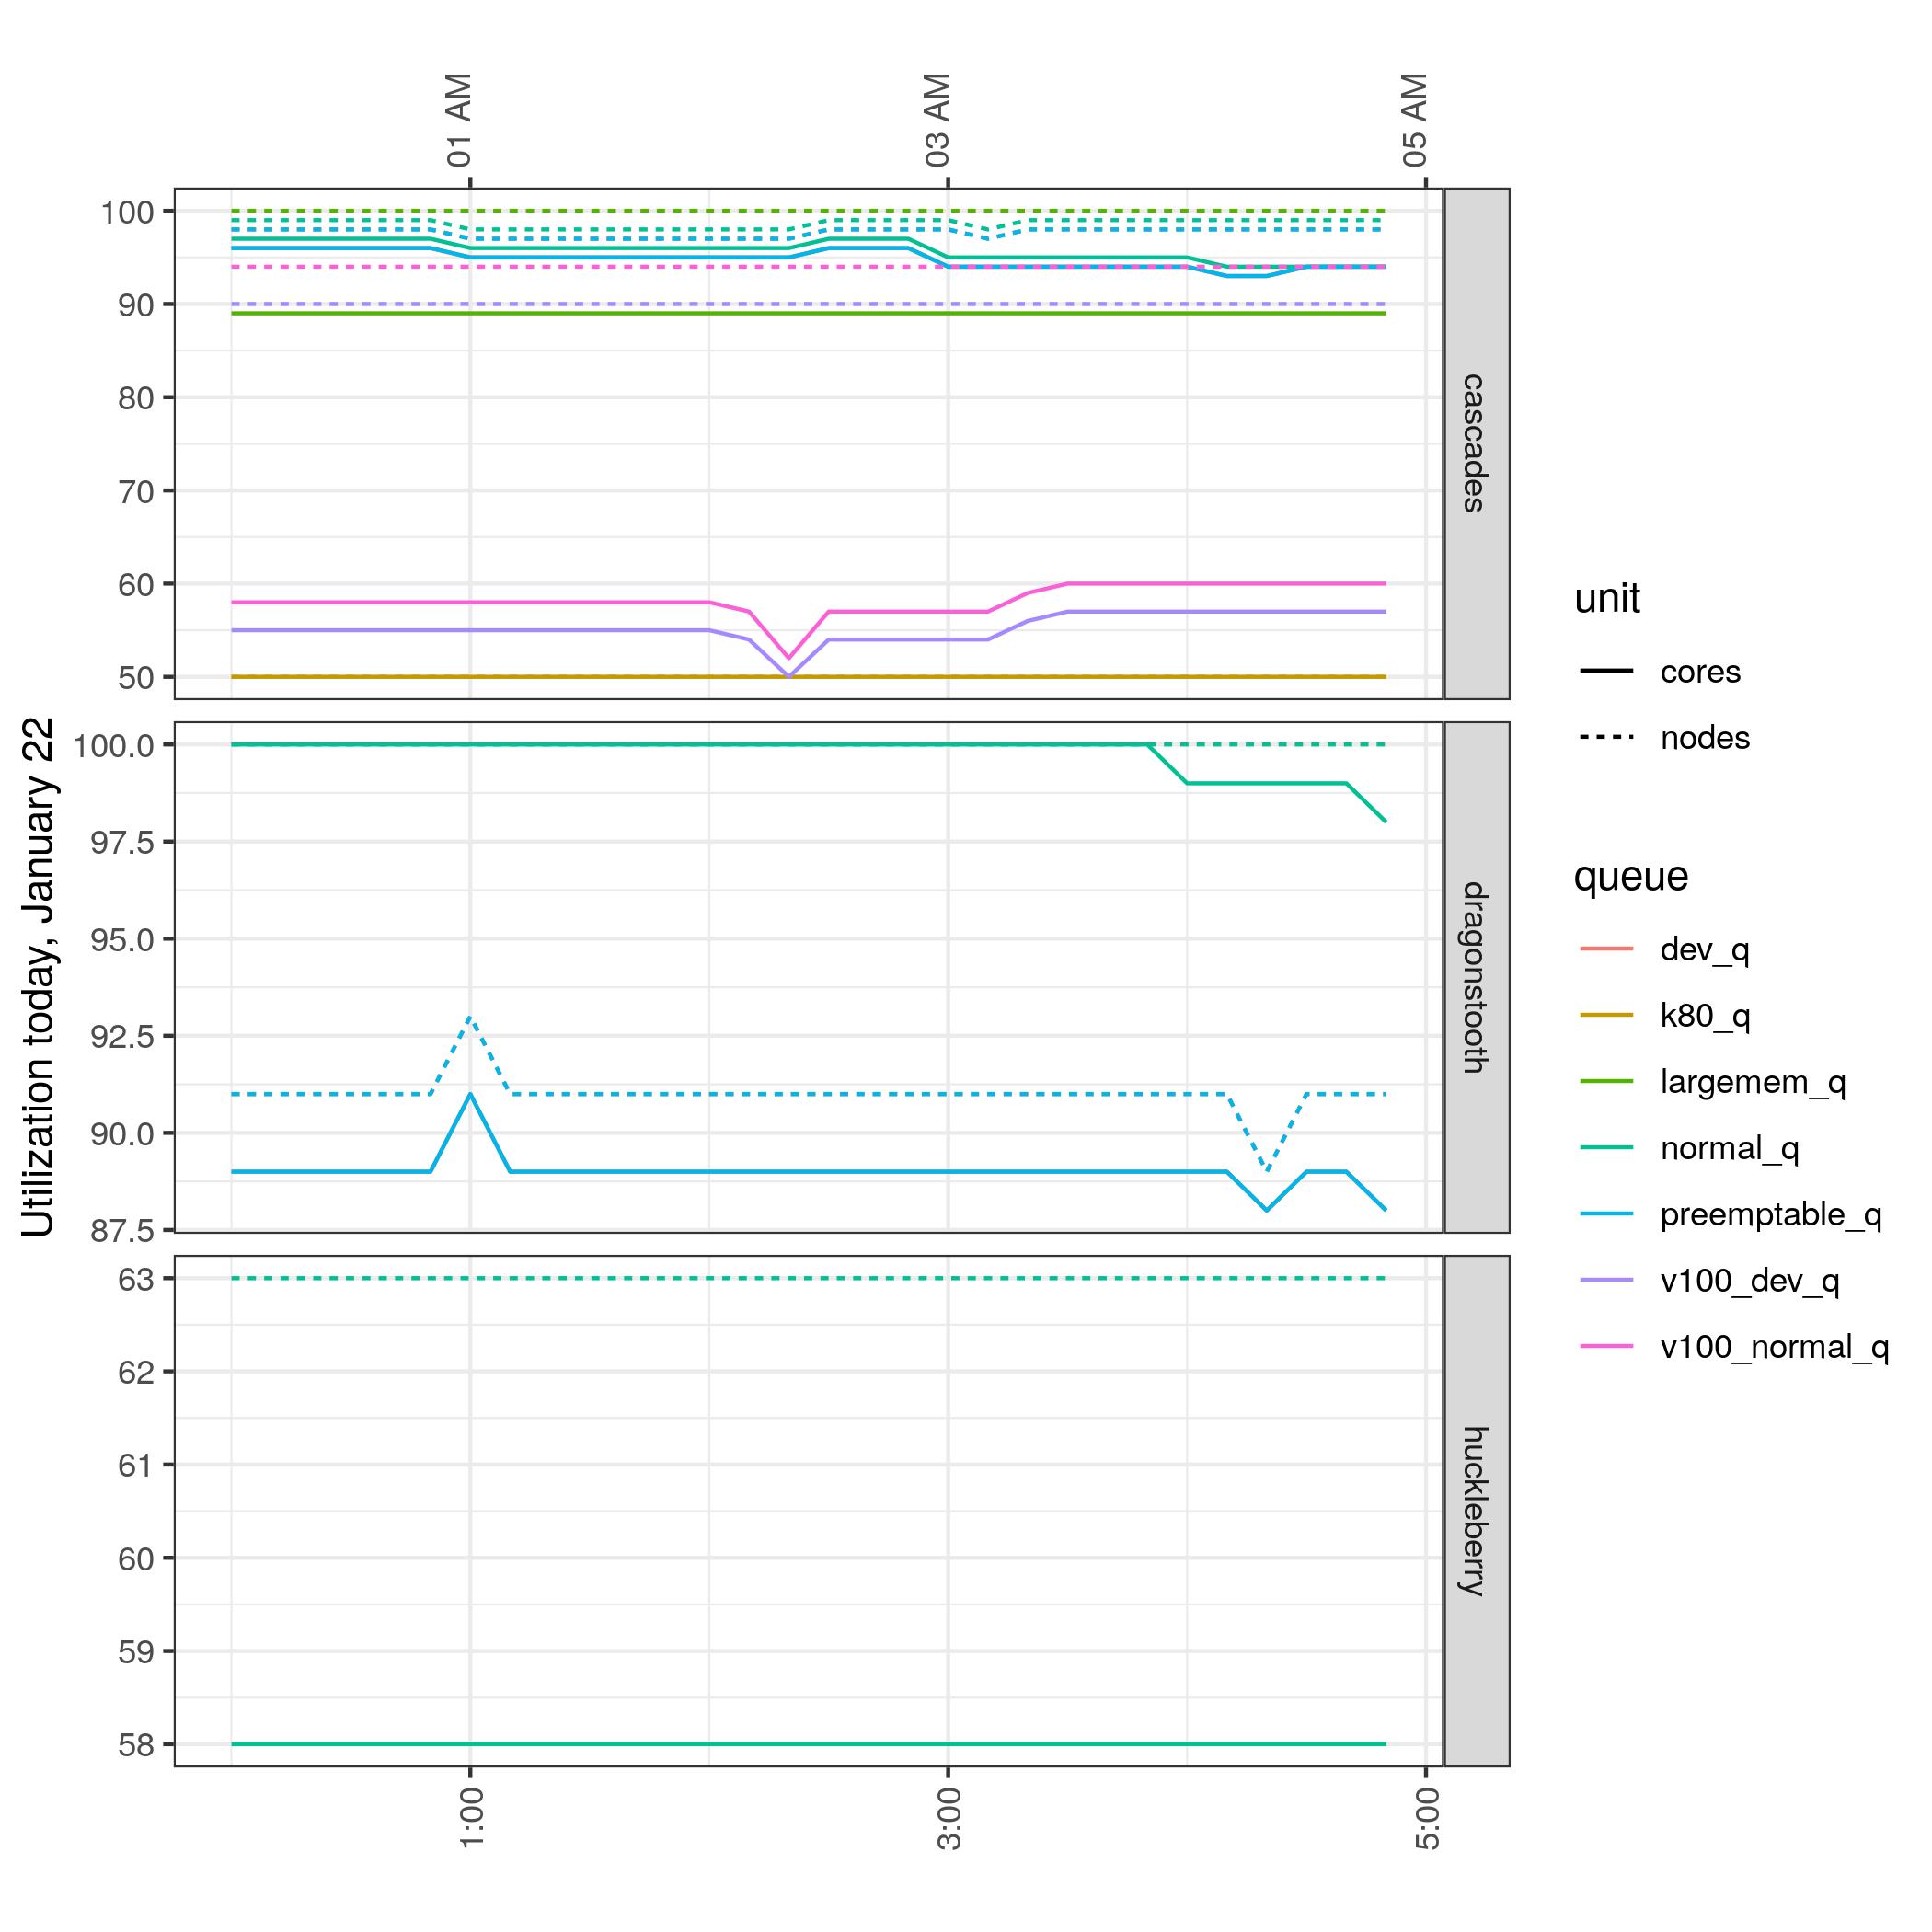 01 AM
03 AM
05 AM
Utilization today, January 22
100
90
80
70
60
50
cascades
100.0
97.5
95.0
92.5
90.0
87.5
dragonstooth
63
62
61
60
59
58
huckleberry
1:00
3:00
5:00
unit
cores
nodes
queue
dev_q
k80_q
largemem_q
normal_q
preemptable_q
v100_dev_q
v100_normal_q